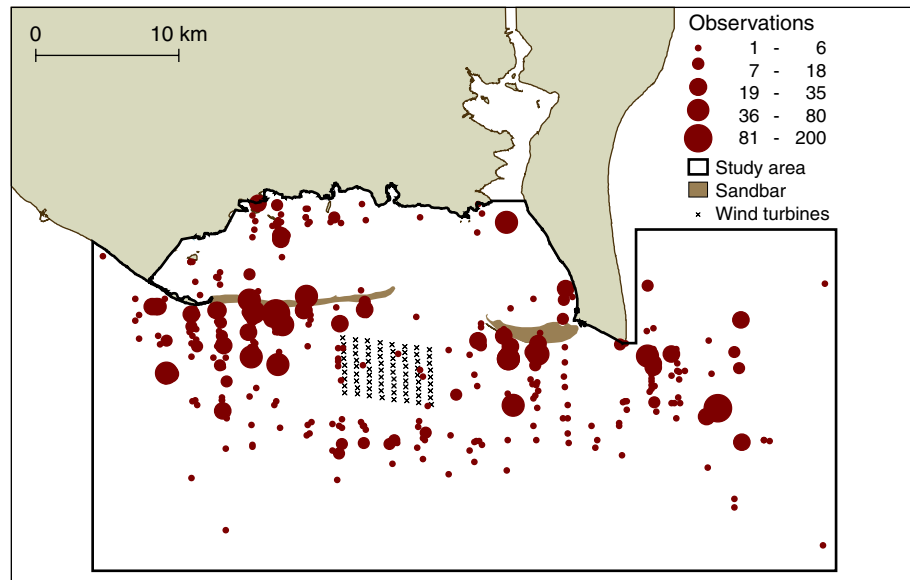 0 10 km
Observations
1 - 6
7 - 18
19 - 35
36 - 80
81 - 200
Study area
Sandbar
Wind turbines